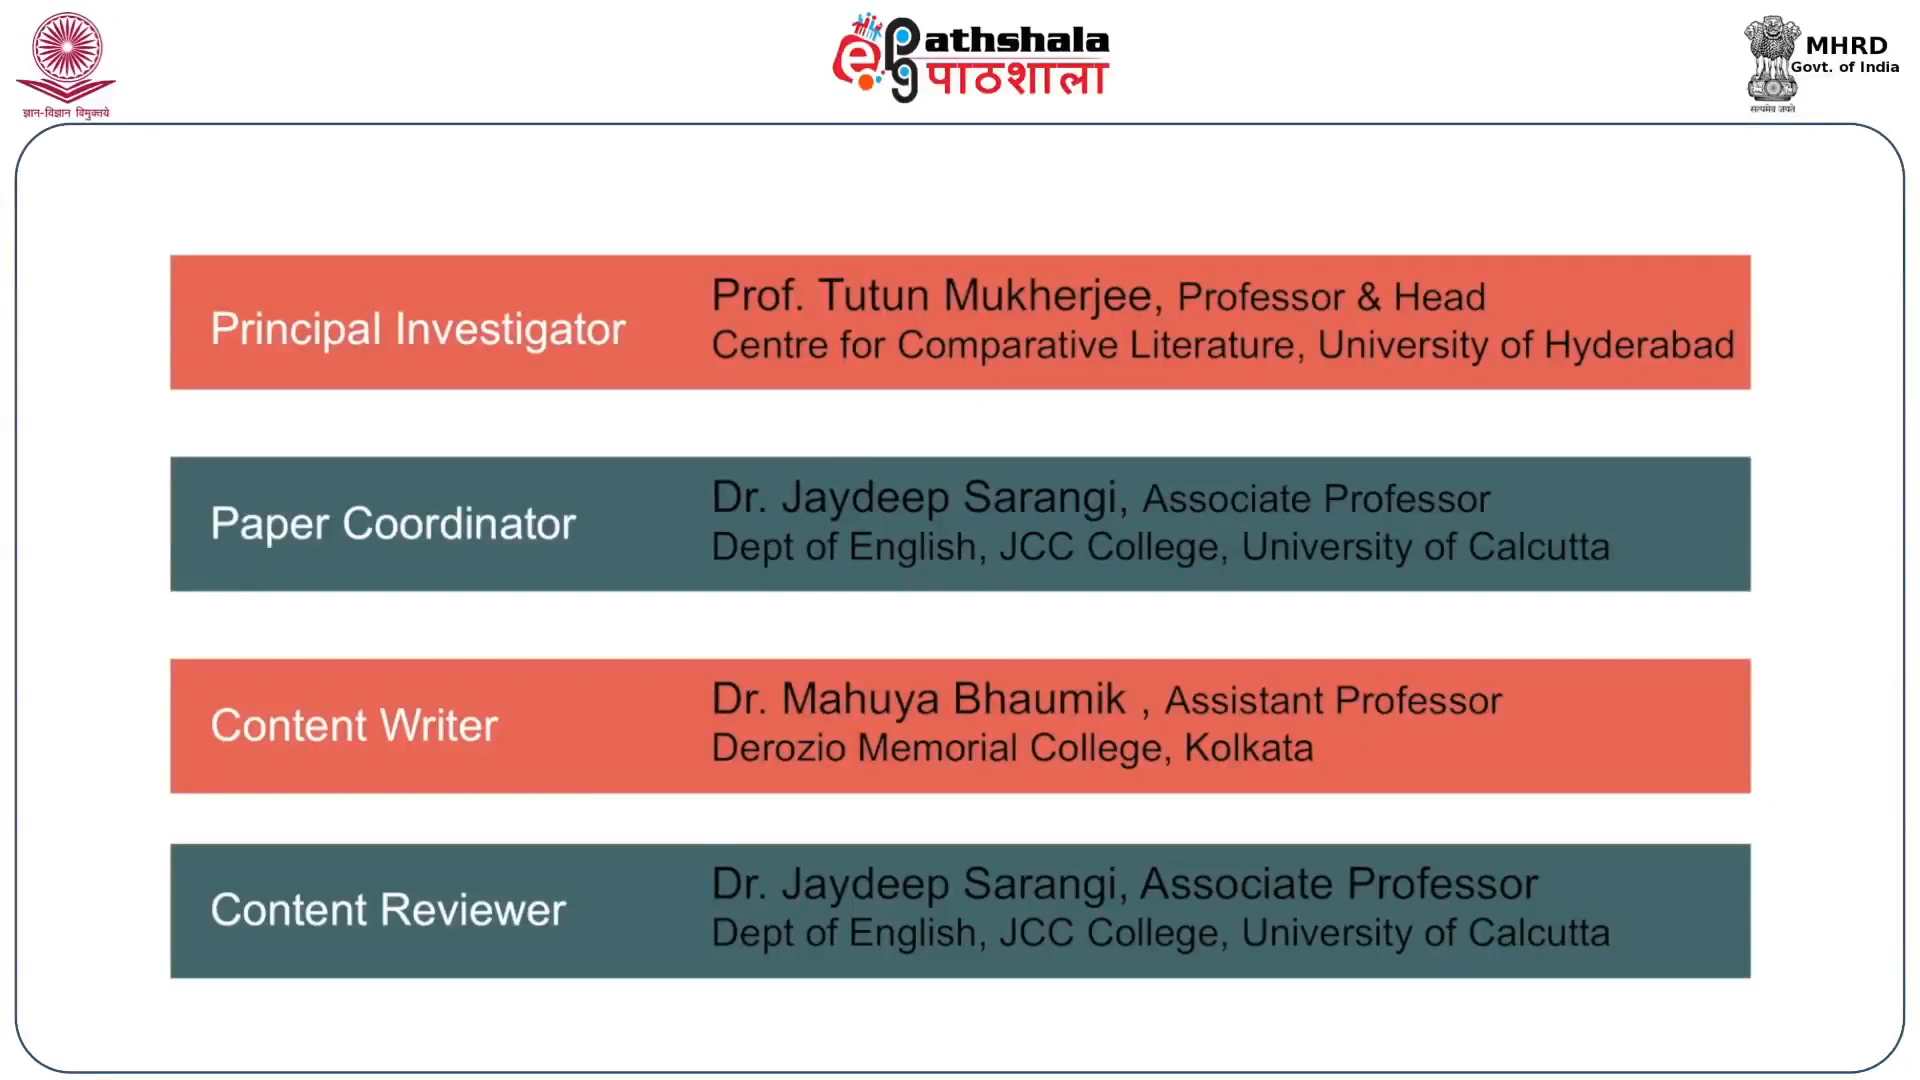 ज्ञान-विज्ञान विमुक्तये
e Pg Pathshala
पाठशाला
MHRD
Govt. of India
सत्यमेव जयते
Principal Investigator
Prof. Tutun Mukherjee, Professor & Head
Centre for Comparative Literature, University of Hyderabad
Paper Coordinator
Dr. Jaydeep Sarangi, Associate Professor
Dept of English, JCC College, University of Calcutta
Content Writer
Dr. Mahuya Bhaumik , Assistant Professor
Derozio Memorial College, Kolkata
Content Reviewer
Dr. Jaydeep Sarangi, Associate Professor
Dept of English, JCC College, University of Calcutta